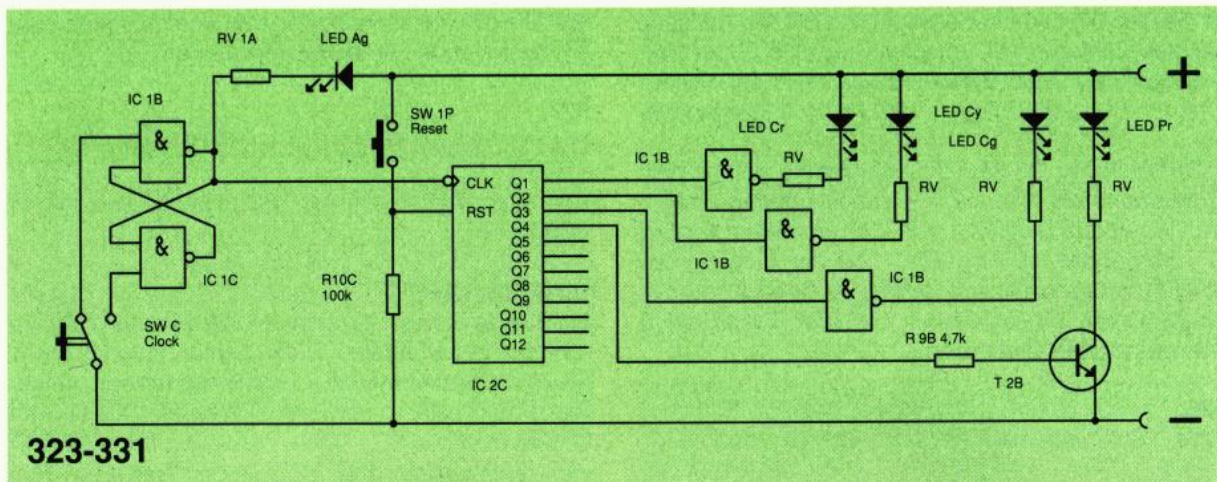 RV 1A
LED Ag
+
IC 1B
&
SW 1P
Reset
LED Cr
LED Cy
LED Cg
LED Pr
IC 1B
&
RV
RV
RV
RV
CLK
RST
Q1
Q2
Q3
Q4
Q5
Q6
Q7
Q8
Q9
Q10
Q11
Q12
&
IC 1C
&
IC 1B
IC 1B
&
R10C
100k
SW C
Clock
R 9B 4,7k
T 2B
IC 2C
−
323-331